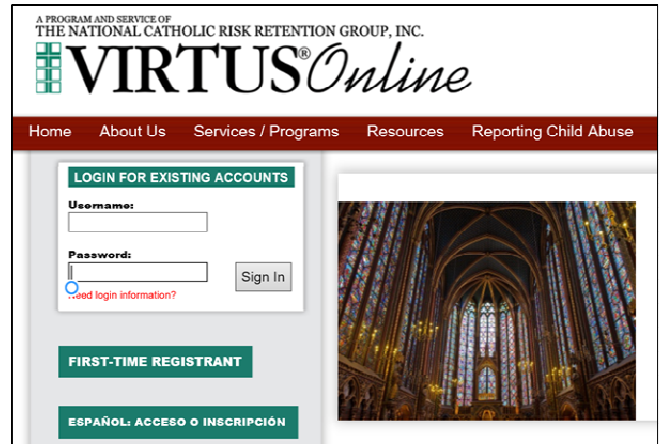 A PROGRAM AND SERVICE OF
THE NATIONAL CATHOLIC RISK RETENTION GROUP, INC.
VIRTUS® Online
Home About Us Services / Programs Resources Reporting Child Abuse
LOGIN FOR EXISTING ACCOUNTS
Username:
Password:
Sign In
Need login information?
FIRST-TIME REGISTRANT
ESPAÑOL: ACCESO O INSCRIPCIÓN